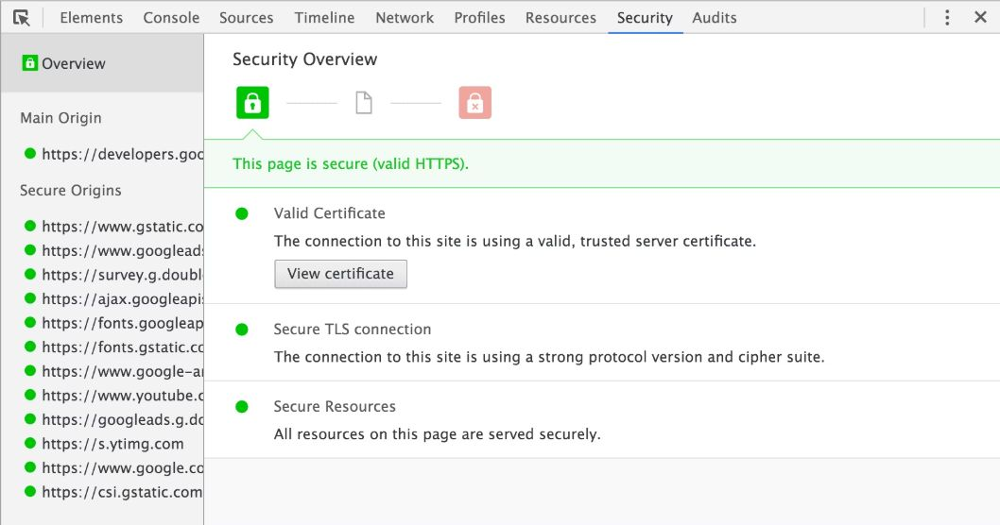 Elements Console Sources Timeline Network Profiles Resources Security Audits
Overview
Main Origin
https://developers.goo
Secure Origins
https://www.gstatic.co
https://www.googleads
https://survey.g.double
https://ajax.googleapis
https://fonts.googleap
https://fonts.gstatic.co
https://www.google-an
https://www.youtube.c
https://googleads.g.do
https://s.ytimg.com
https://www.google.co
https://csi.gstatic.com
Security Overview
This page is secure (valid HTTPS).
Valid Certificate
The connection to this site is using a valid, trusted server certificate.
View certificate
Secure TLS connection
The connection to this site is using a strong protocol version and cipher suite.
Secure Resources
All resources on this page are served securely.